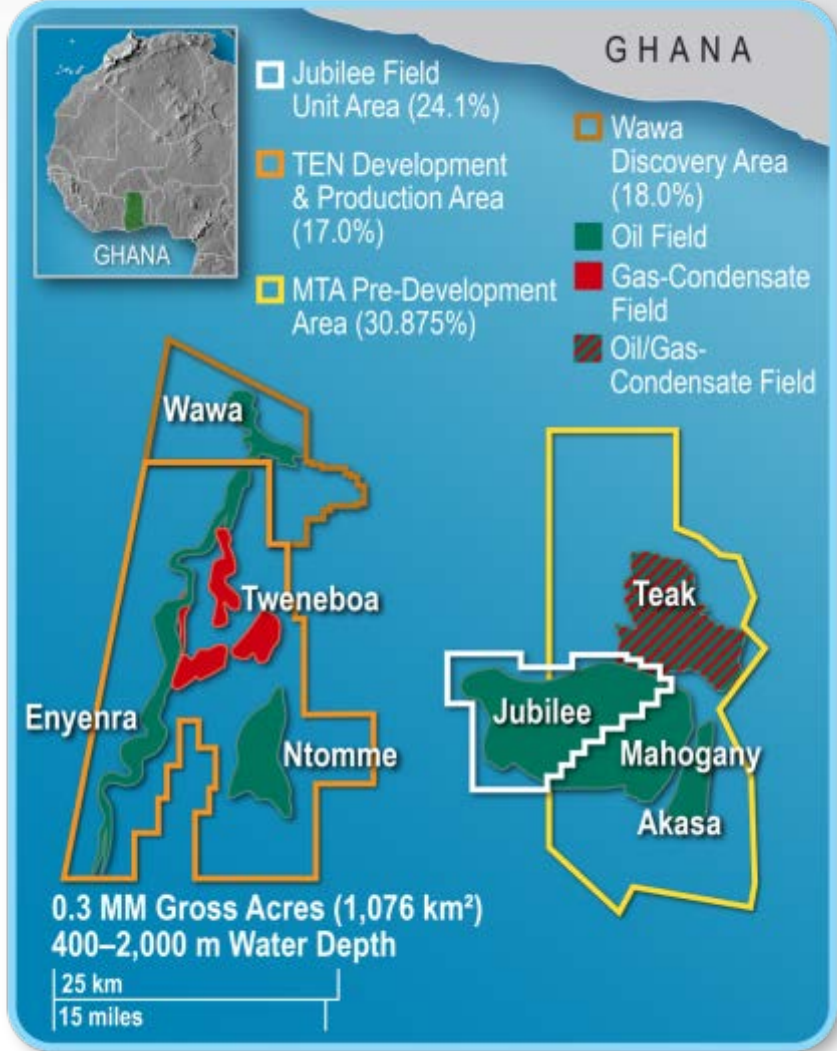 GHANA
GHANA
Jubilee Field
Unit Area (24.1%)
TEN Development
& Production Area
(17.0%)
MTA Pre-Development
Area (30.875%)
Wawa
Discovery Area
(18.0%)
Oil Field
Gas-Condensate
Field
Oil/Gas-
Condensate Field
Wawa
Tweneboa
Enyenra
Ntomme
Teak
Jubilee
Mahogany
Akasa
0.3 MM Gross Acres (1,076 km²)
400–2,000 m Water Depth
25 km
15 miles